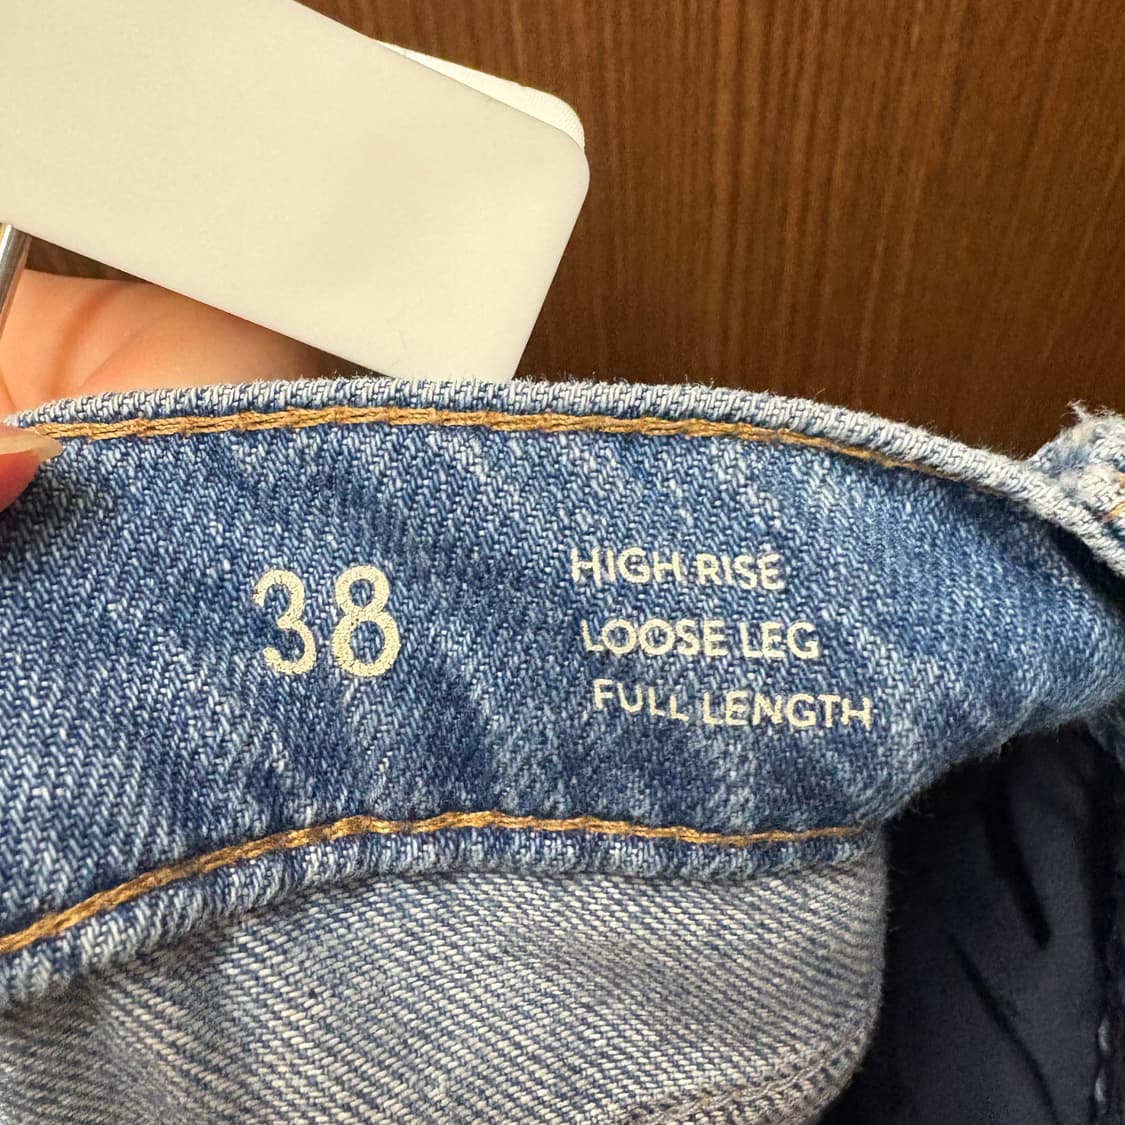 38
HIGH RISE
LOOSE LEG
FULL LENGTH